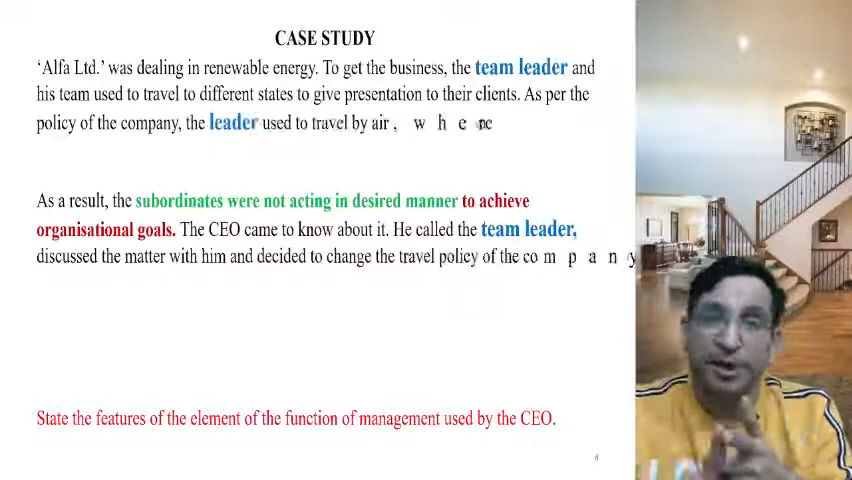 CASE STUDY
‘Alfa Ltd.’ was dealing in renewable energy. To get the business, the team leader and
his team used to travel to different states to give presentation to their clients. As per the
policy of the company, the leader used to travel by air,
As a result, the subordinates were not acting in desired manner to achieve
organisational goals. The CEO came to know about it. He called the team leader,
discussed the matter with him and decided to change the travel policy of the company
State the features of the element of the function of management used by the CEO.